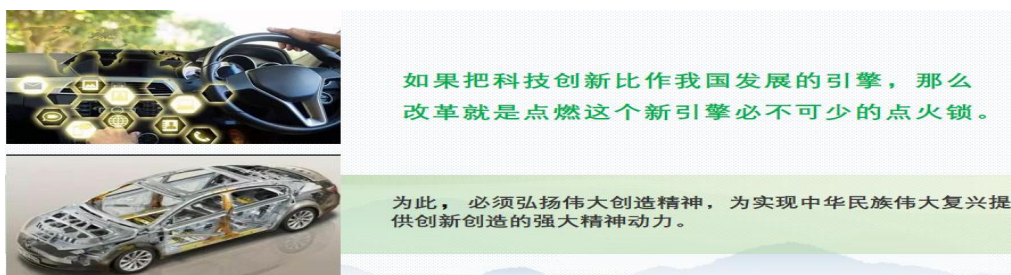 如果把科技创新比作我国发展的引擎，那么
改革就是点燃这个新引擎必不可少的点火锁。
为此，必须弘扬伟大创造精神，为实现中华民族伟大复兴提
供创新创造的强大精神动力。